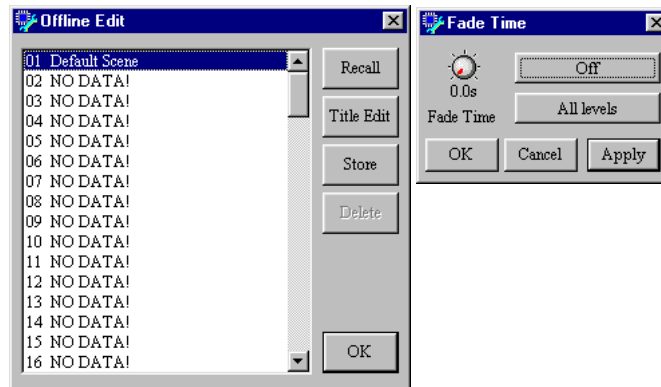 Offline Edit
01 Default Scene
02 NO DATA!
03 NO DATA!
04 NO DATA!
05 NO DATA!
06 NO DATA!
07 NO DATA!
08 NO DATA!
09 NO DATA!
10 NO DATA!
11 NO DATA!
12 NO DATA!
13 NO DATA!
14 NO DATA!
15 NO DATA!
16 NO DATA!
Recall
Title Edit
Store
Delete
OK
Fade Time
0.0s
Fade Time
Off
All levels
OK
Cancel
Apply